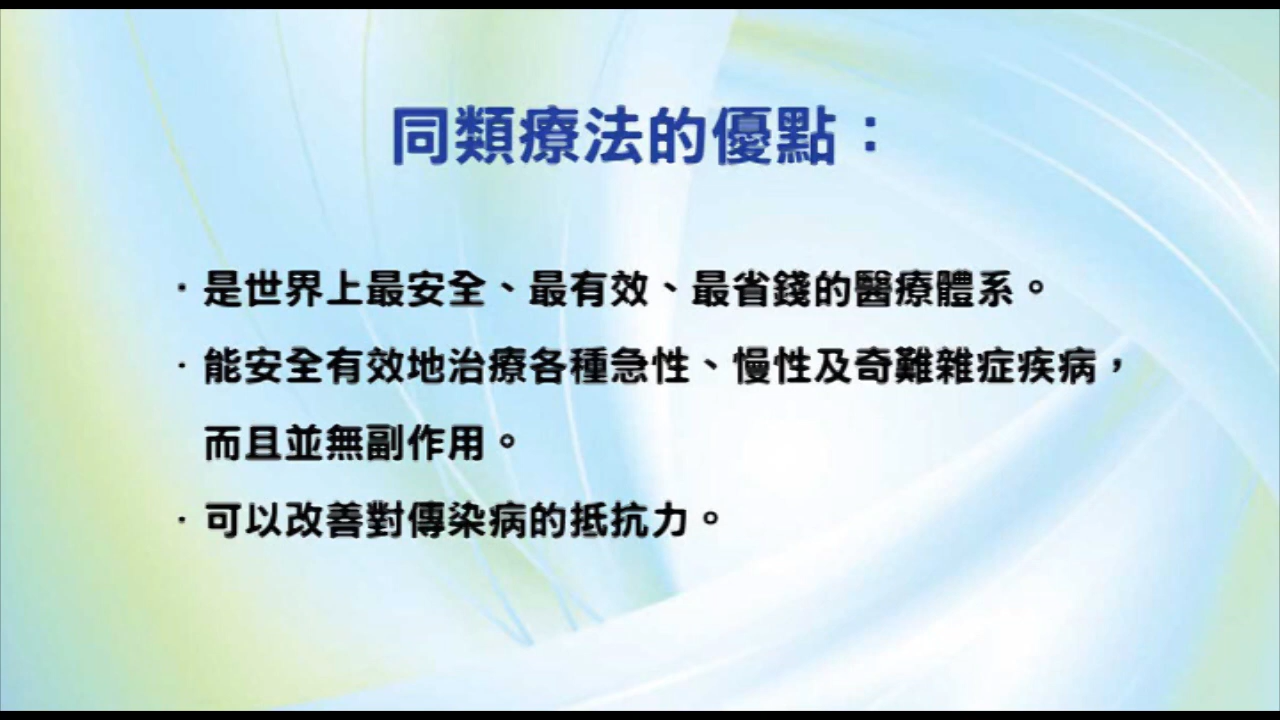 同類療法的優點：
·是世界上最安全、最有效、最省錢的醫療體系。
·能安全有效地治療各種急性、慢性及奇難雜症疾病，
而且並無副作用。
·可以改善對傳染病的抵抗力。